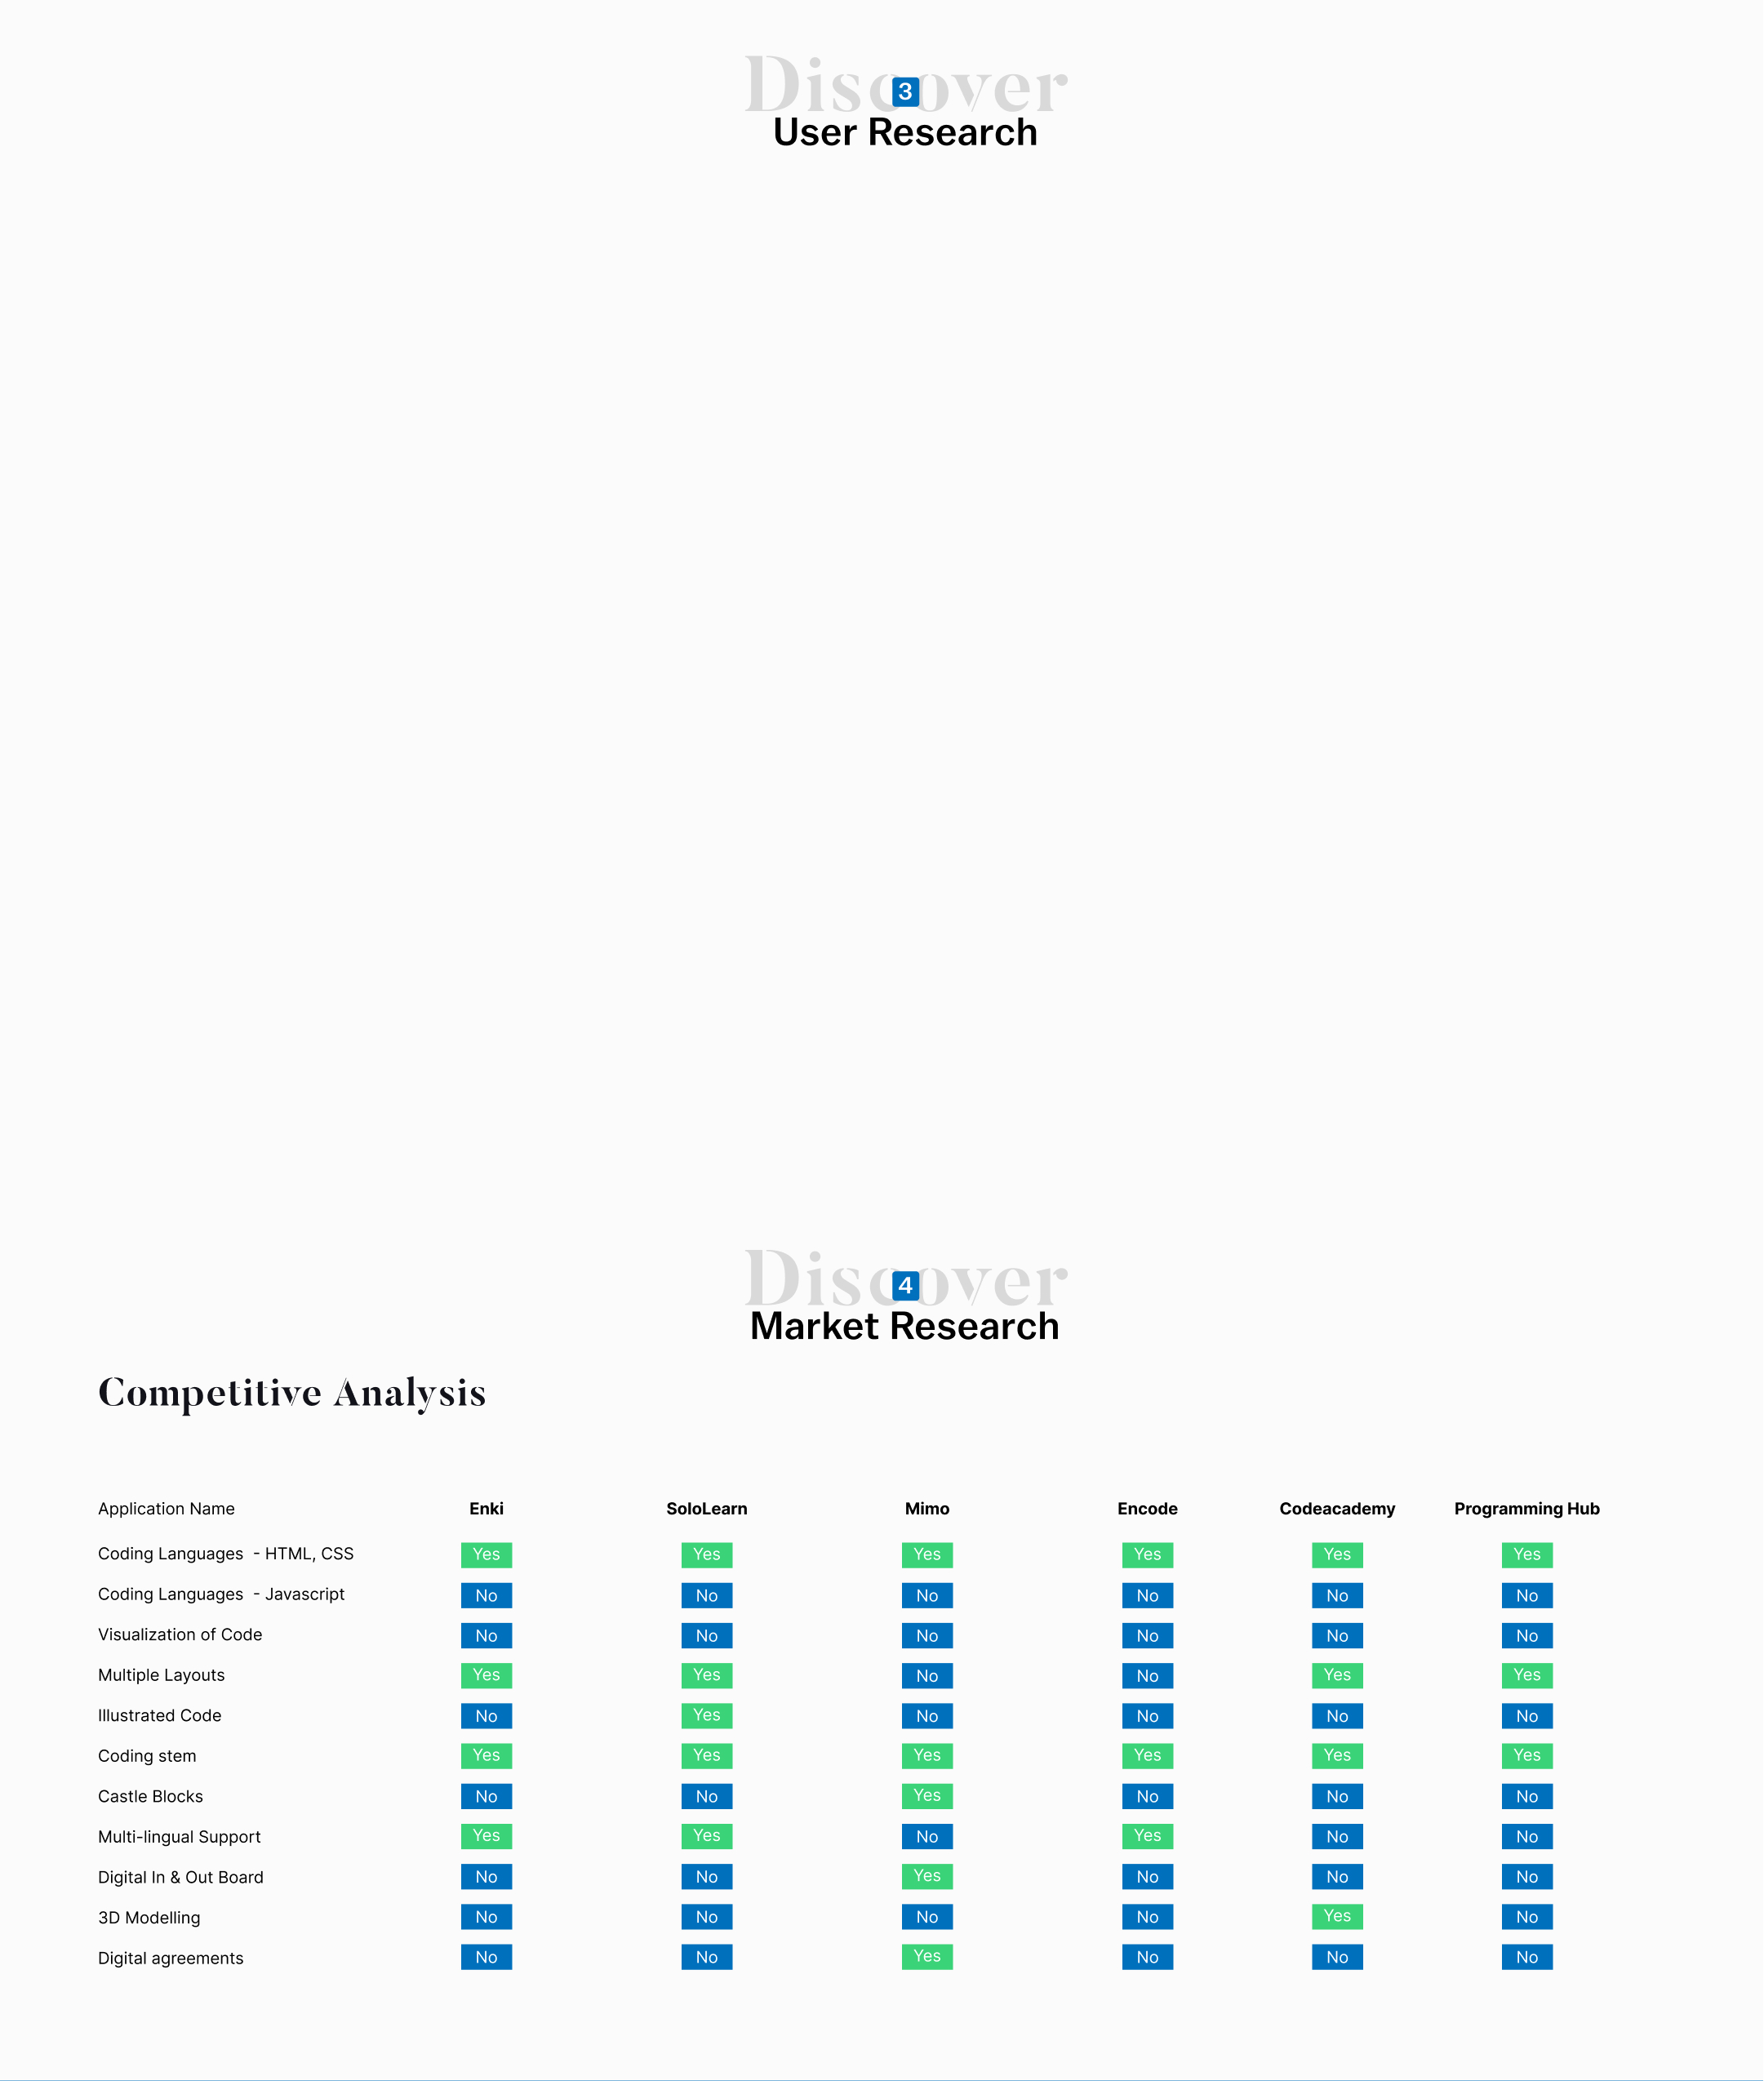 Discover
3
User Research
Discover
4
Market Research
Competitive Analysis
Application Name Enki SoloLearn Mimo Encode Codeacademy Programming Hub
Coding Languages  - HTML, CSS Yes Yes Yes Yes Yes Yes
Coding Languages  - Javascript No No No No No No
Visualization of Code No No No No No No
Multiple Layouts Yes Yes No No Yes Yes
Illustrated Code No Yes No No No No
Coding stem Yes Yes Yes Yes Yes Yes
Castle Blocks No No Yes No No No
Multi-lingual Support Yes Yes No Yes No No
Digital In & Out Board No No Yes No No No
3D Modelling No No No No Yes No
Digital agreements No No Yes No No No